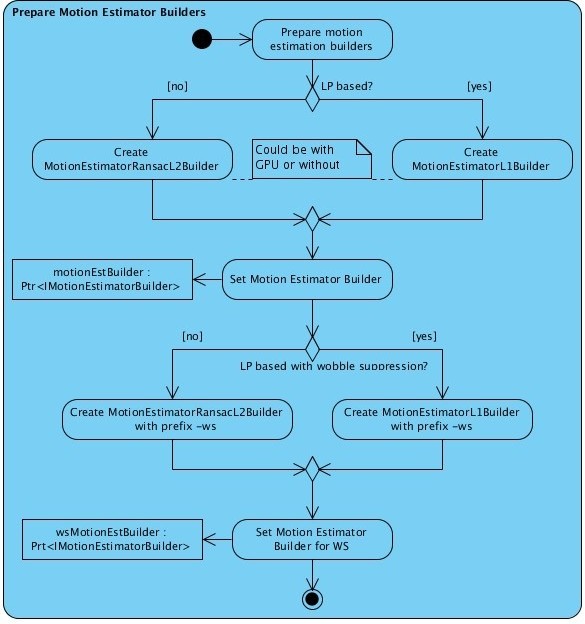 Prepare Motion Estimator Builders
Prepare motion
estimation builders
[no]
LP based?
[yes]
Create
MotionEstimatorRansacL2Builder
Could be with
GPU or without
Create
MotionEstimatorL1Builder
motionEstBuilder :
Ptr<IMotionEstimatorBuilder>
Set Motion Estimator Builder
[no]
[yes]
LP based with wobble suppression?
Create MotionEstimatorRansacL2Builder
with prefix -ws
Create MotionEstimatorL1Builder
with prefix -ws
wsMotionEstBuilder :
Prt<IMotionEstimatorBuilder>
Set Motion Estimator
Builder for WS